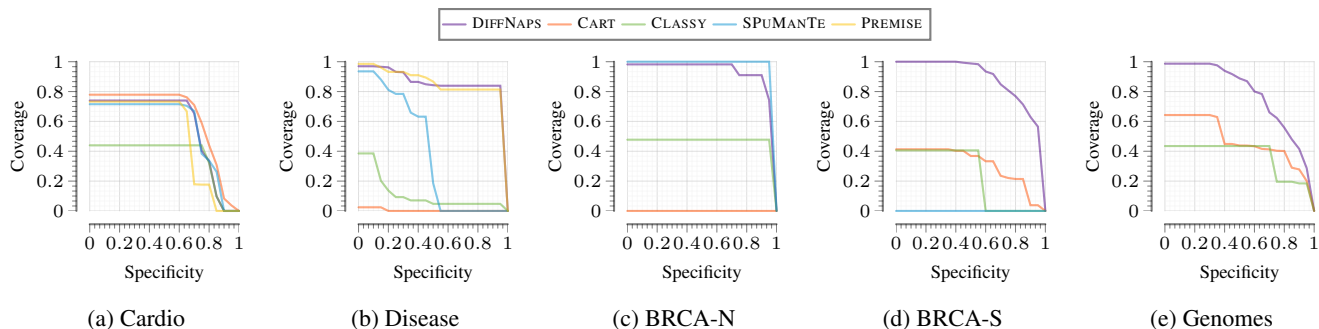 DIFFNAPS CART CLASSY SPUMANTE PREMISE
1
0.8
0.6
0.4
0.2
0
Coverage
0 0.2 0.4 0.6 0.8 1
Specificity
(a) Cardio
1
0.8
0.6
0.4
0.2
0
Coverage
0 0.2 0.4 0.6 0.8 1
Specificity
(b) Disease
1
0.8
0.6
0.4
0.2
0
Coverage
0 0.2 0.4 0.6 0.8 1
Specificity
(c) BRCA-N
1
0.8
0.6
0.4
0.2
0
Coverage
0 0.2 0.4 0.6 0.8 1
Specificity
(d) BRCA-S
1
0.8
0.6
0.4
0.2
0
Coverage
0 0.2 0.4 0.6 0.8 1
Specificity
(e) Genomes